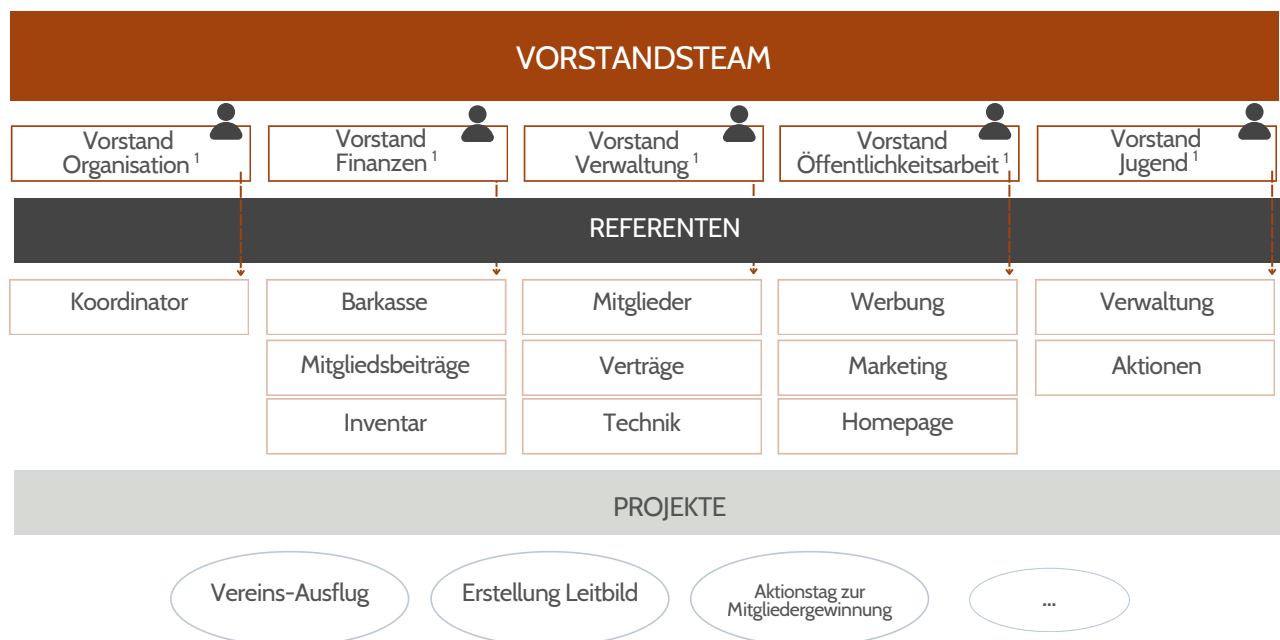 VORSTANDSTEAM
Vorstand
Organisation ¹
Vorstand
Finanzen ¹
Vorstand
Verwaltung ¹
Vorstand
Öffentlichkeitsarbeit ¹
Vorstand
Jugend ¹
REFERENTEN
Koordinator
Barkasse
Mitglieder
Werbung
Verwaltung
Mitgliedsbeiträge
Verträge
Marketing
Aktionen
Inventar
Technik
Homepage
PROJEKTE
Vereins-Ausflug
Erstellung Leitbild
Aktionstag zur
Mitgliedergewinnung
...